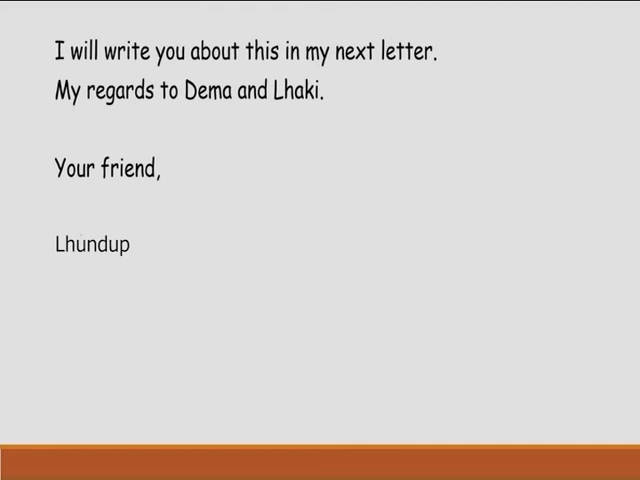 I will write you about this in my next letter.
My regards to Dema and Lhaki.
Your friend,
Lhundup